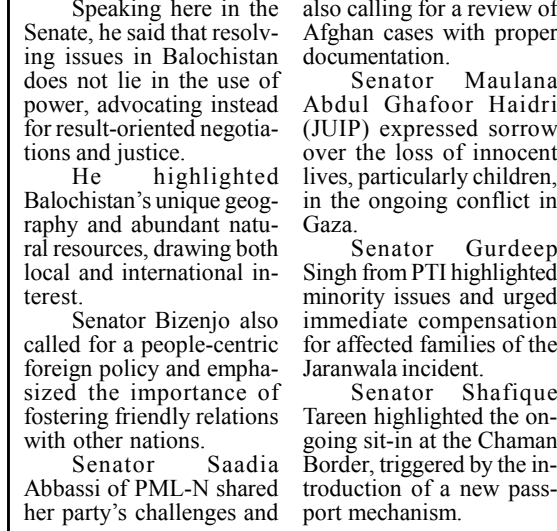 Speaking here in the
Senate, he said that resolv-
ing issues in Balochistan
does not lie in the use of
power, advocating instead
for result-oriented negotia-
tions and justice.
He highlighted
Balochistan's unique geog-
raphy and abundant natu-
ral resources, drawing both
local and international in-
terest.
Senator Bizenjo also
called for a people-centric
foreign policy and empha-
sized the importance of
fostering friendly relations
with other nations.
Senator Saadia
Abbassi of PML-N shared
her party's challenges and
also calling for a review of
Afghan cases with proper
documentation.
Senator Maulana
Abdul Ghafoor Haidri
(JUIP) expressed sorrow
over the loss of innocent
lives, particularly children,
in the ongoing conflict in
Gaza.
Senator Gurdeep
Singh from PTI highlighted
minority issues and urged
immediate compensation
for affected families of the
Jaranwala incident.
Senator Shafique
Tareen highlighted the on-
going sit-in at the Chaman
Border, triggered by the in-
troduction of a new pass-
port mechanism.